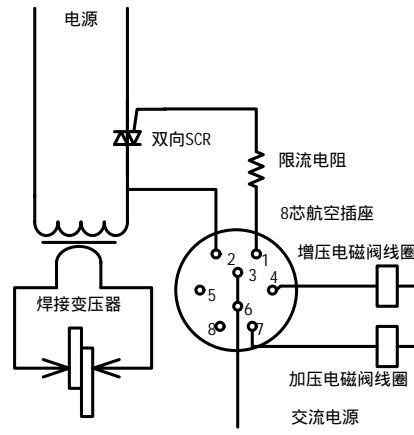 电源
双向SCR
限流电阻
8芯航空插座
增压电磁阀线圈
2
1
3
4
5
6
8
7
焊接变压器
加压电磁阀线圈
交流电源